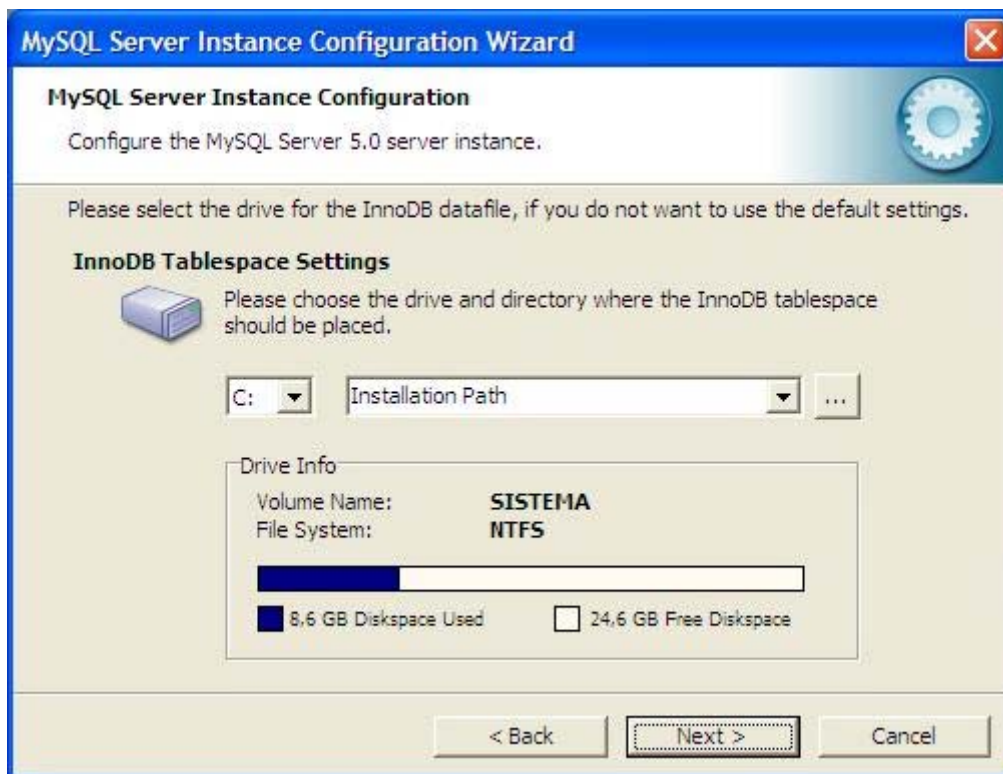 MySQL Server Instance Configuration Wizard
MySQL Server Instance Configuration
Configure the MySQL Server 5.0 server instance.
Please select the drive for the InnoDB datafile, if you do not want to use the default settings.
InnoDB Tablespace Settings
Please choose the drive and directory where the InnoDB tablespace
should be placed.
C: Installation Path ...
Drive Info
Volume Name: SISTEMA
File System: NTFS
8,6 GB Diskspace Used 24,6 GB Free Diskspace
< Back Next > Cancel